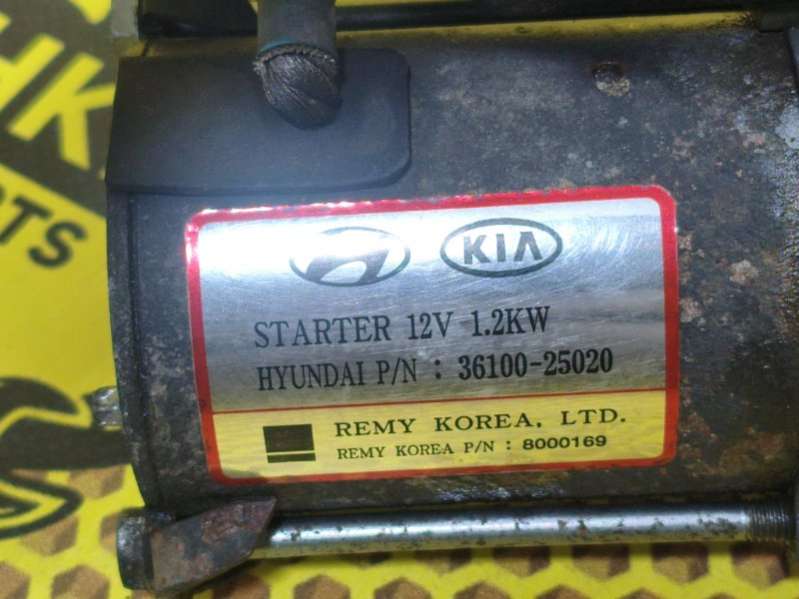 KIA
STARTER 12V 1.2KW
HYUNDAI P/N : 36100-25020
REMY KOREA, LTD.
REMY KOREA P/N : 8000169